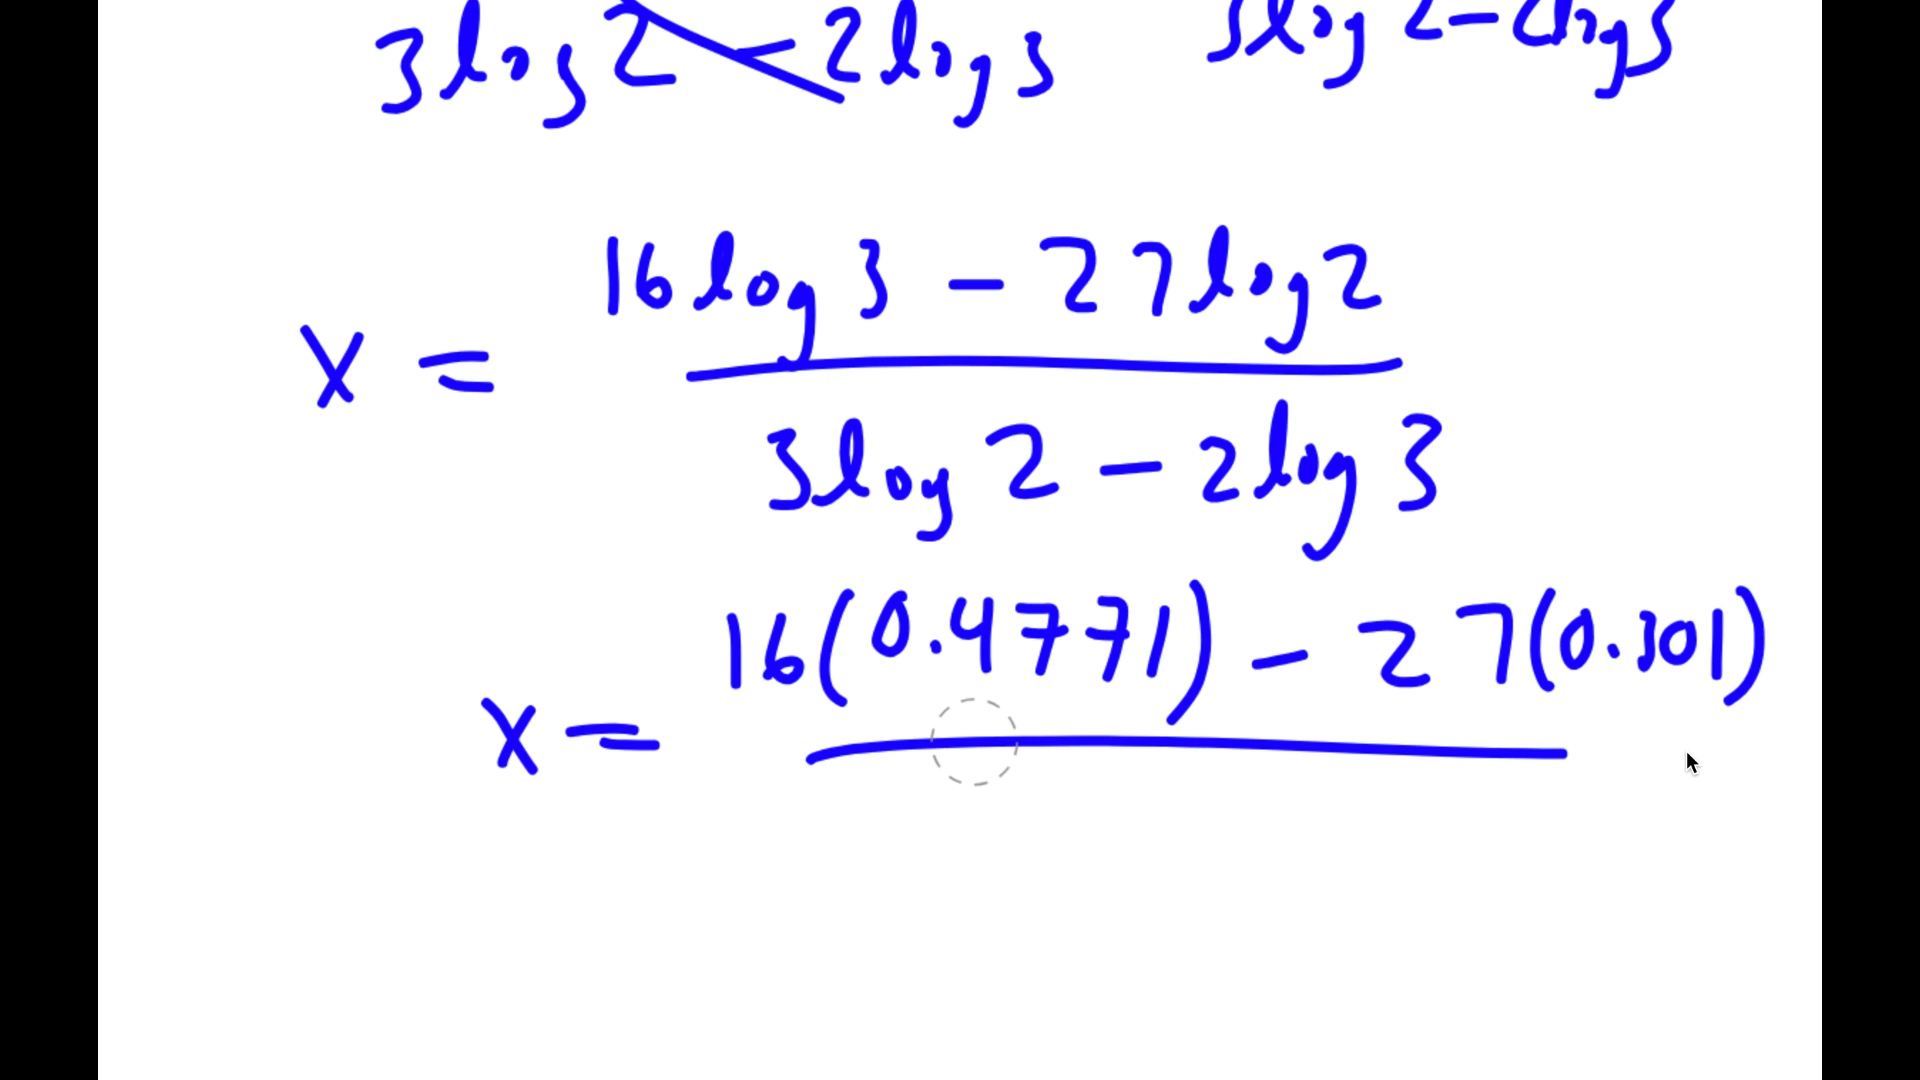 3log2 - 2log3 3log2-2log3
16log3 - 27log2
x =
3log2 - 2log3
16(0.4771) - 27(0.301)
x =